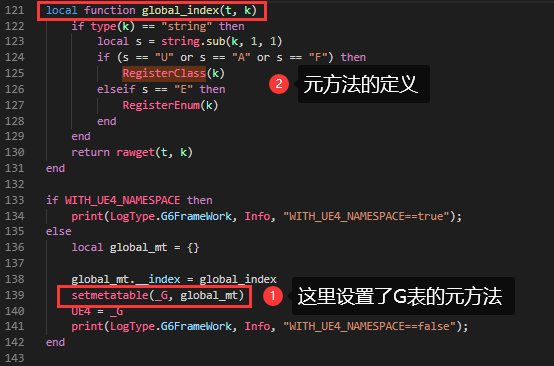 121 local function global_index(t, k)
122     if type(k) == "string" then
123         local s = string.sub(k, 1, 1)
124         if (s == "U" or s == "A" or s == "F") then
125             RegisterClass(k)
126         elseif s == "E" then
127             RegisterEnum(k)
128         end
129     end
130     return rawget(t, k)
131 end
2 元方法的定义
132
133 if WITH_UE4_NAMESPACE then
134     print(LogType.G6FrameWork, Info, "WITH_UE4_NAMESPACE==true");
135 else
136     local global_mt = {}
137
138     global_mt.__index = global_index
139     setmetatable(_G, global_mt)
1 这里设置了G表的元方法
140     UE4 = _G
141     print(LogType.G6FrameWork, Info, "WITH_UE4_NAMESPACE==false");
142 end
143